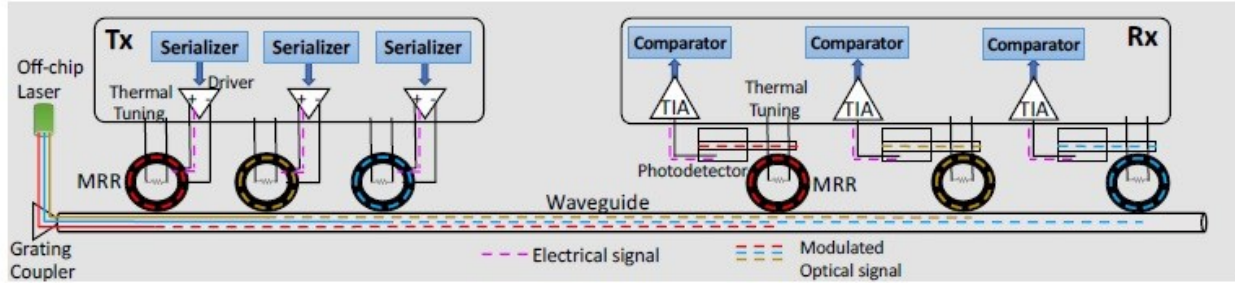 Tx
Serializer
Serializer
Serializer
Comparator
Comparator
Comparator
Rx
Off-chip
Laser
Thermal
Tuning
Driver
+ -
+ -
+ -
TIA
Thermal
Tuning
TIA
TIA
MRR
Photodetector
MRR
Waveguide
Grating
Coupler
Electrical signal
Modulated
Optical signal